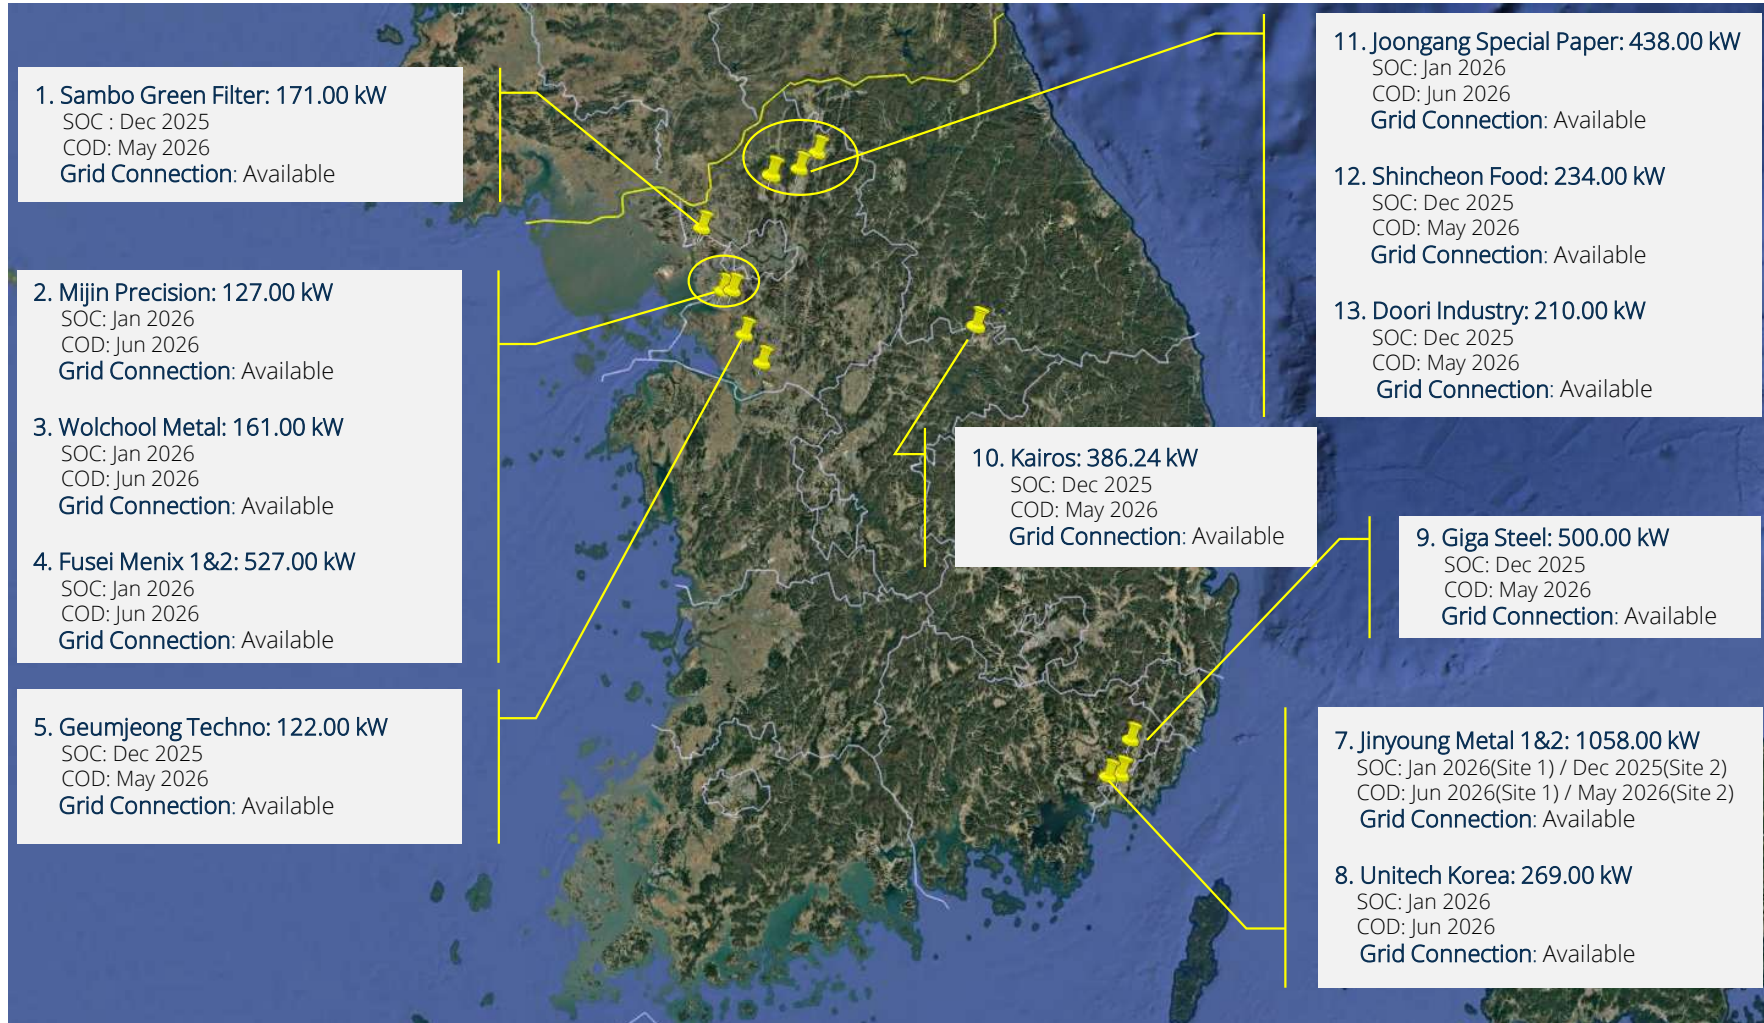 1. Sambo Green Filter: 171.00 kW
SOC : Dec 2025
COD: May 2026
Grid Connection: Available
2. Mijin Precision: 127.00 kW
SOC: Jan 2026
COD: Jun 2026
Grid Connection: Available
3. Wolchool Metal: 161.00 kW
SOC: Jan 2026
COD: Jun 2026
Grid Connection: Available
4. Fusei Menix 1&2: 527.00 kW
SOC: Jan 2026
COD: Jun 2026
Grid Connection: Available
5. Geumjeong Techno: 122.00 kW
SOC: Dec 2025
COD: May 2026
Grid Connection: Available
11. Joongang Special Paper: 438.00 kW
SOC: Jan 2026
COD: Jun 2026
Grid Connection: Available
12. Shincheon Food: 234.00 kW
SOC: Dec 2025
COD: May 2026
Grid Connection: Available
13. Doori Industry: 210.00 kW
SOC: Dec 2025
COD: May 2026
Grid Connection: Available
10. Kairos: 386.24 kW
SOC: Dec 2025
COD: May 2026
Grid Connection: Available
9. Giga Steel: 500.00 kW
SOC: Dec 2025
COD: May 2026
Grid Connection: Available
7. Jinyoung Metal 1&2: 1058.00 kW
SOC: Jan 2026(Site 1) / Dec 2025(Site 2)
COD: Jun 2026(Site 1) / May 2026(Site 2)
Grid Connection: Available
8. Unitech Korea: 269.00 kW
SOC: Jan 2026
COD: Jun 2026
Grid Connection: Available